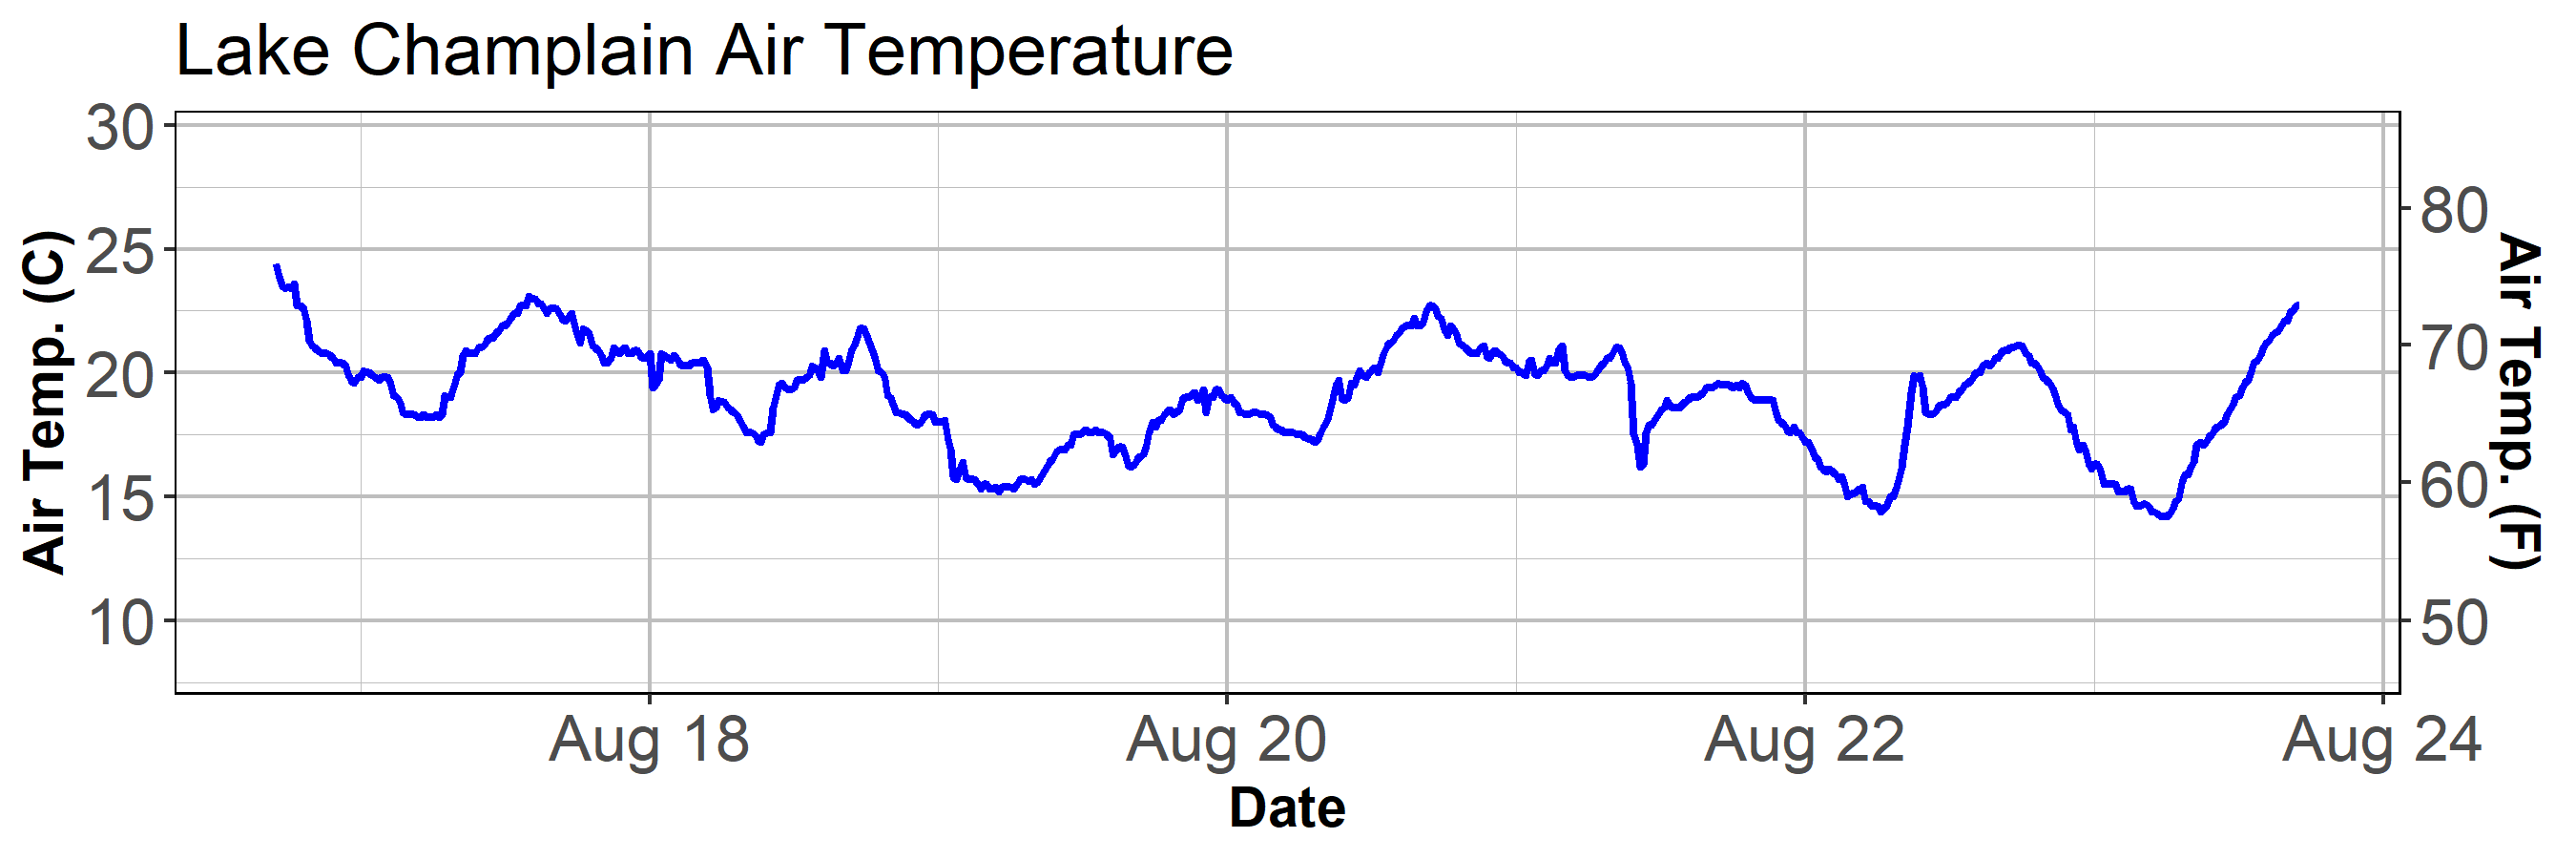 Lake Champlain Air Temperature
30
25
20
15
10
Air Temp. (C)
80
70
60
50
Air Temp. (F)
Aug 18 Aug 20 Aug 22 Aug 24
Date